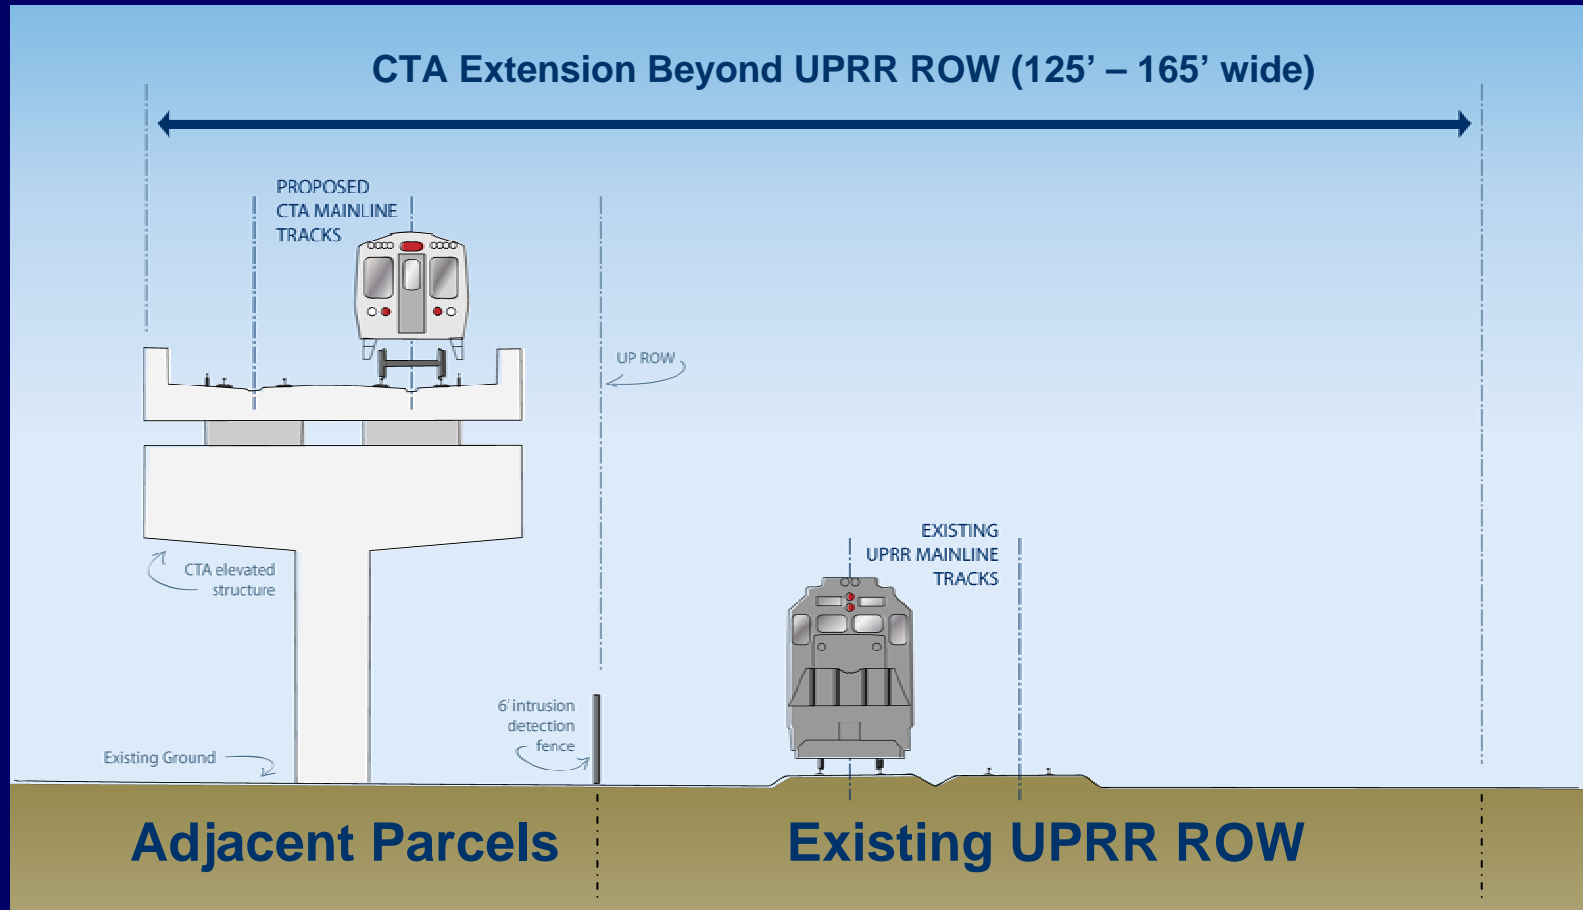 CTA Extension Beyond UPRR ROW (125’ – 165’ wide)
PROPOSED
CTA MAINLINE
TRACKS
UP ROW
EXISTING
UPRR MAINLINE
TRACKS
CTA elevated
structure
6' intrusion
detection
fence
Existing Ground
Adjacent Parcels
Existing UPRR ROW